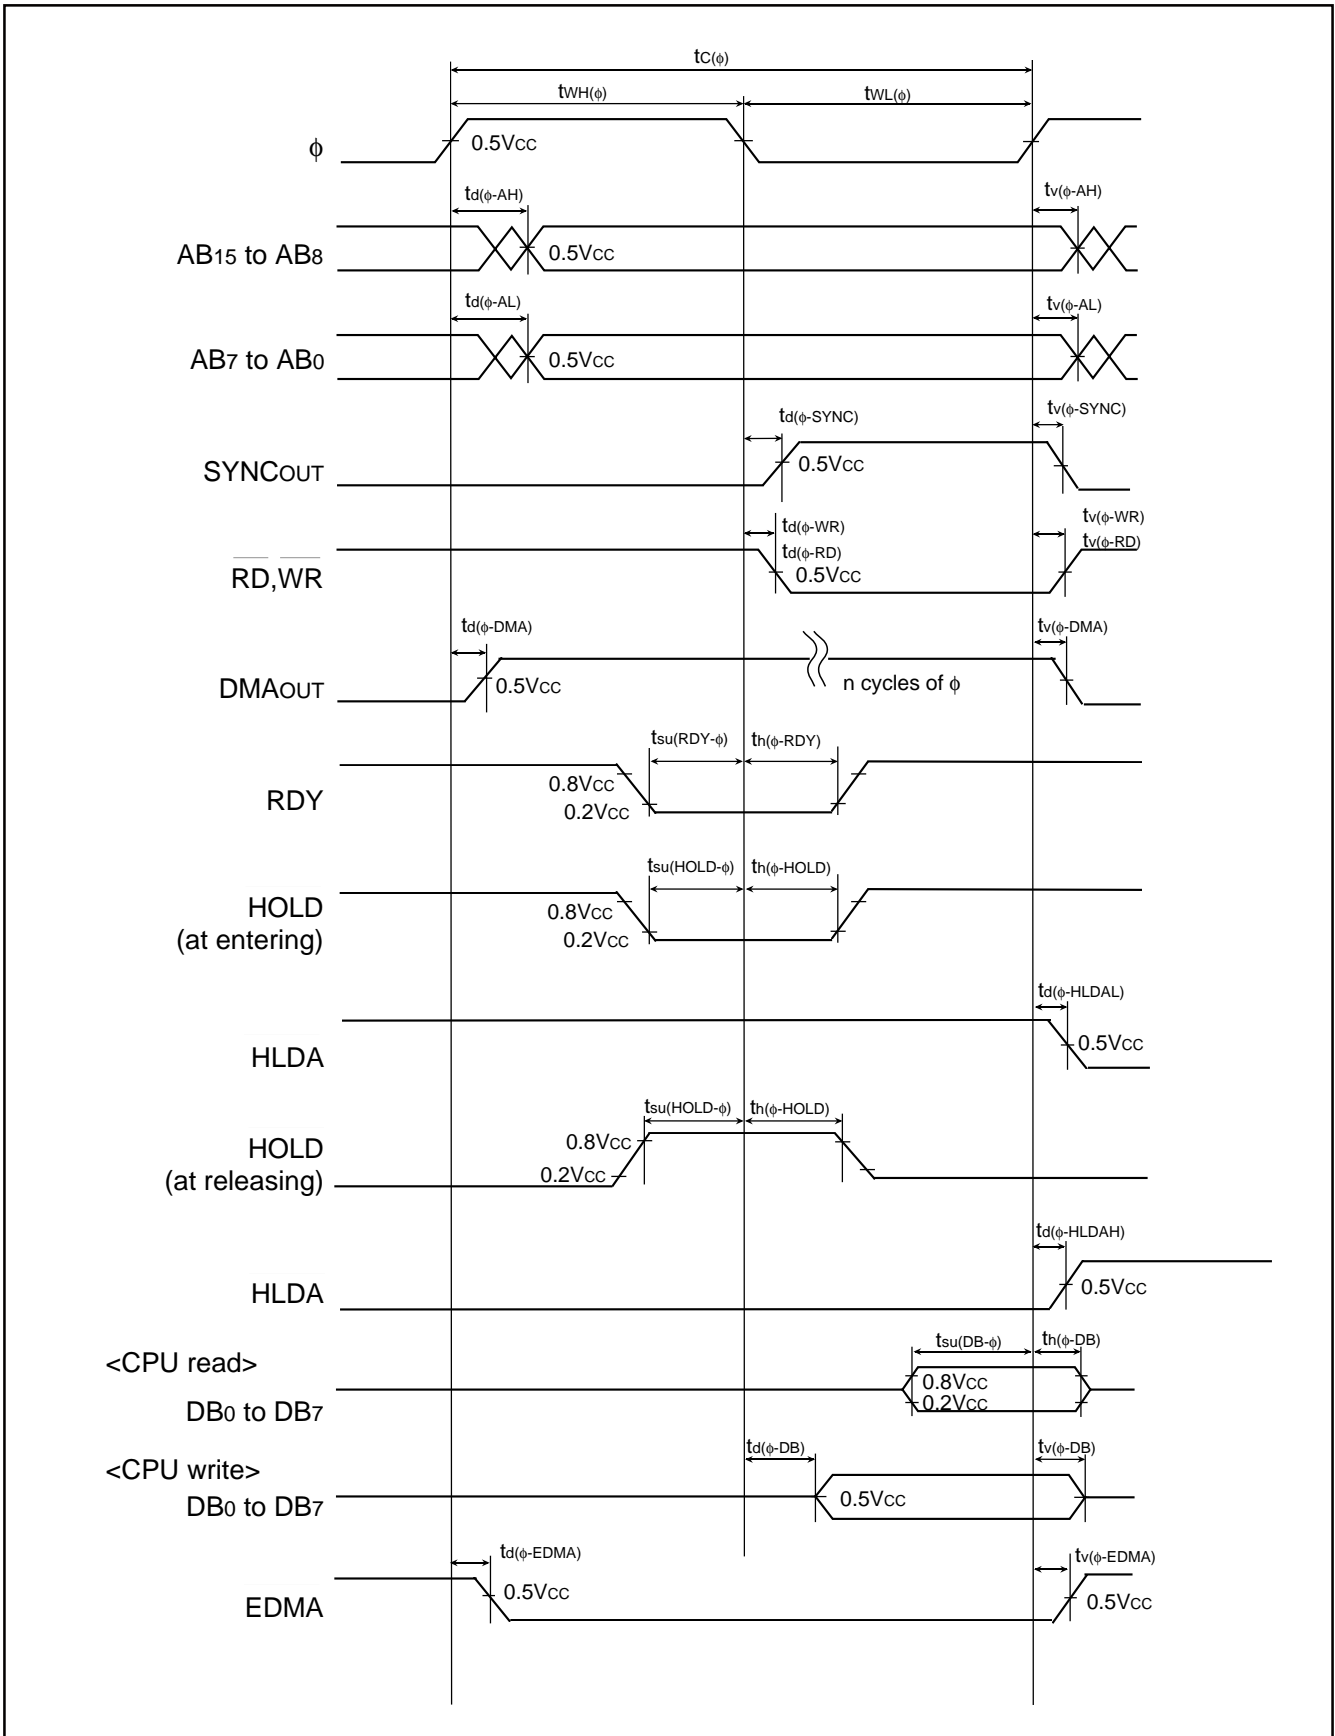 tC(φ)
tWH(φ) tWL(φ)
φ 0.5VCC
td(φ-AH) tv(φ-AH)
AB15 to AB8 0.5VCC
td(φ-AL) tv(φ-AL)
AB7 to AB0 0.5VCC
td(φ-SYNC) tv(φ-SYNC)
SYNCOUT 0.5VCC
td(φ-WR) tv(φ-WR)
td(φ-RD) tv(φ-RD)
RD,WR 0.5VCC
td(φ-DMA) tv(φ-DMA)
DMAOUT 0.5VCC n cycles of φ
tsu(RDY-φ) th(φ-RDY)
0.8VCC
RDY 0.2VCC
tsu(HOLD-φ) th(φ-HOLD)
HOLD 0.8VCC
(at entering) 0.2VCC
td(φ-HLDAL)
HLDA 0.5VCC
tsu(HOLD-φ) th(φ-HOLD)
HOLD 0.8VCC
(at releasing) 0.2VCC
td(φ-HLDAH)
HLDA 0.5VCC
tsu(DB-φ) th(φ-DB)
<CPU read> 0.8VCC
DB0 to DB7 0.2VCC
td(φ-DB) tv(φ-DB)
<CPU write>
DB0 to DB7 0.5VCC
td(φ-EDMA) tv(φ-EDMA)
EDMA 0.5VCC 0.5VCC